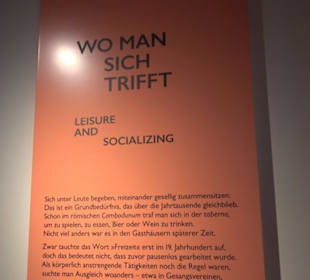 WO MAN
SICH
TRIFFT
LEISURE
AND
SOCIALIZING
Sich unter Leute begeben, miteinander gesellig zusammensitzen:
Das ist ein Grundbedürfnis, das über die Jahrtausende gleichblieb.
Schon im römischen Cambodunum traf man sich in der taberna,
um zu spielen, zu essen, Bier oder Wein zu trinken.
Nicht viel anders war es in den Gasthäusern späterer Zeit.
Zwar tauchte das Wort »Freizeit« erst im 19. Jahrhundert auf,
doch das bedeutet nicht, dass zuvor pausenlos gearbeitet wurde.
Als körperlich anstrengende Tätigkeiten noch die Regel waren,
suchte man Ausgleich woanders – etwa in Gesangsvereinen,